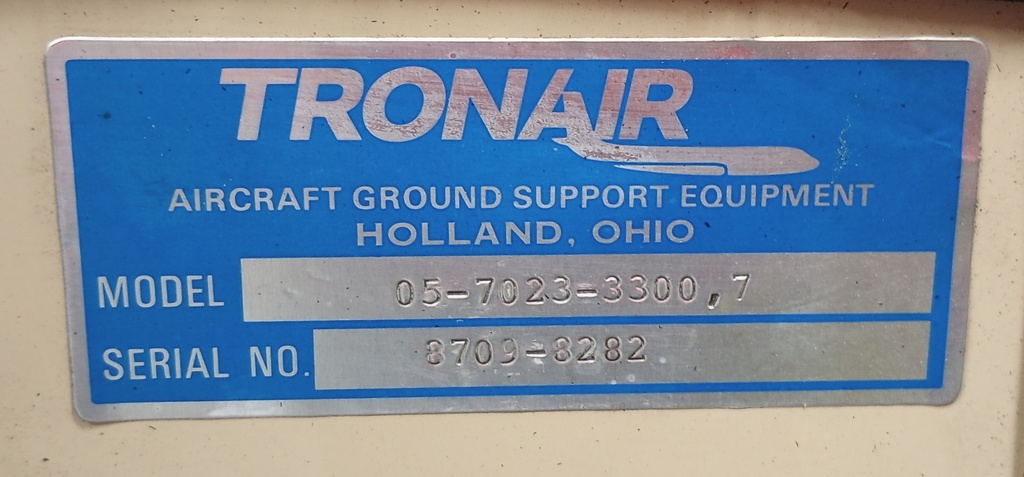 TRONAIR
AIRCRAFT GROUND SUPPORT EQUIPMENT
HOLLAND, OHIO
MODEL 05-7023-3300,7
SERIAL NO. 8709-8282